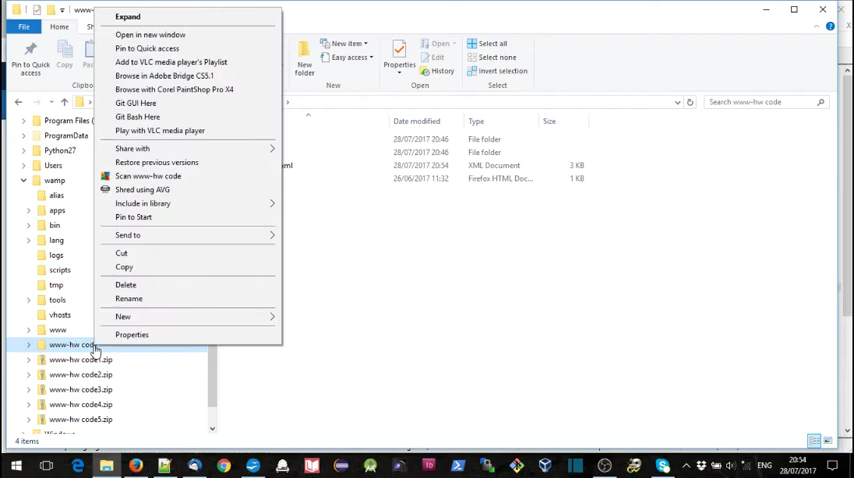 www-
File
Home
Sh
Expand
Open in new window
Pin to Quick access
Add to VLC media player's Playlist
Browse in Adobe Bridge CS5.1
Browse with Corel PaintShop Pro X4
Git GUI Here
Git Bash Here
Play with VLC media player
Share with
Restore previous versions
Scan www-hw code
Shred using AVG
Include in library
Pin to Start
Send to
Cut
Copy
Delete
Rename
New
Properties
Pin to Quick access
Copy
Clipbo
New folder
New item
Easy access
New
Properties
Open
Edit
History
Open
Select all
Select none
Invert selection
Select
Search www-hw code
Date modified
Type
Size
28/07/2017 20:46
File folder
28/07/2017 20:46
File folder
ml
28/07/2017 20:54
XML Document
3 KB
26/06/2017 11:32
Firefox HTML Doc...
1 KB
Program Files (
ProgramData
Python27
Users
wamp
alias
apps
bin
lang
logs
scripts
tmp
tools
vhosts
www
www-hw code
www-hw code1.zip
www-hw code2.zip
www-hw code3.zip
www-hw code4.zip
www-hw code5.zip
4 items
ENG
20:54
28/07/2017